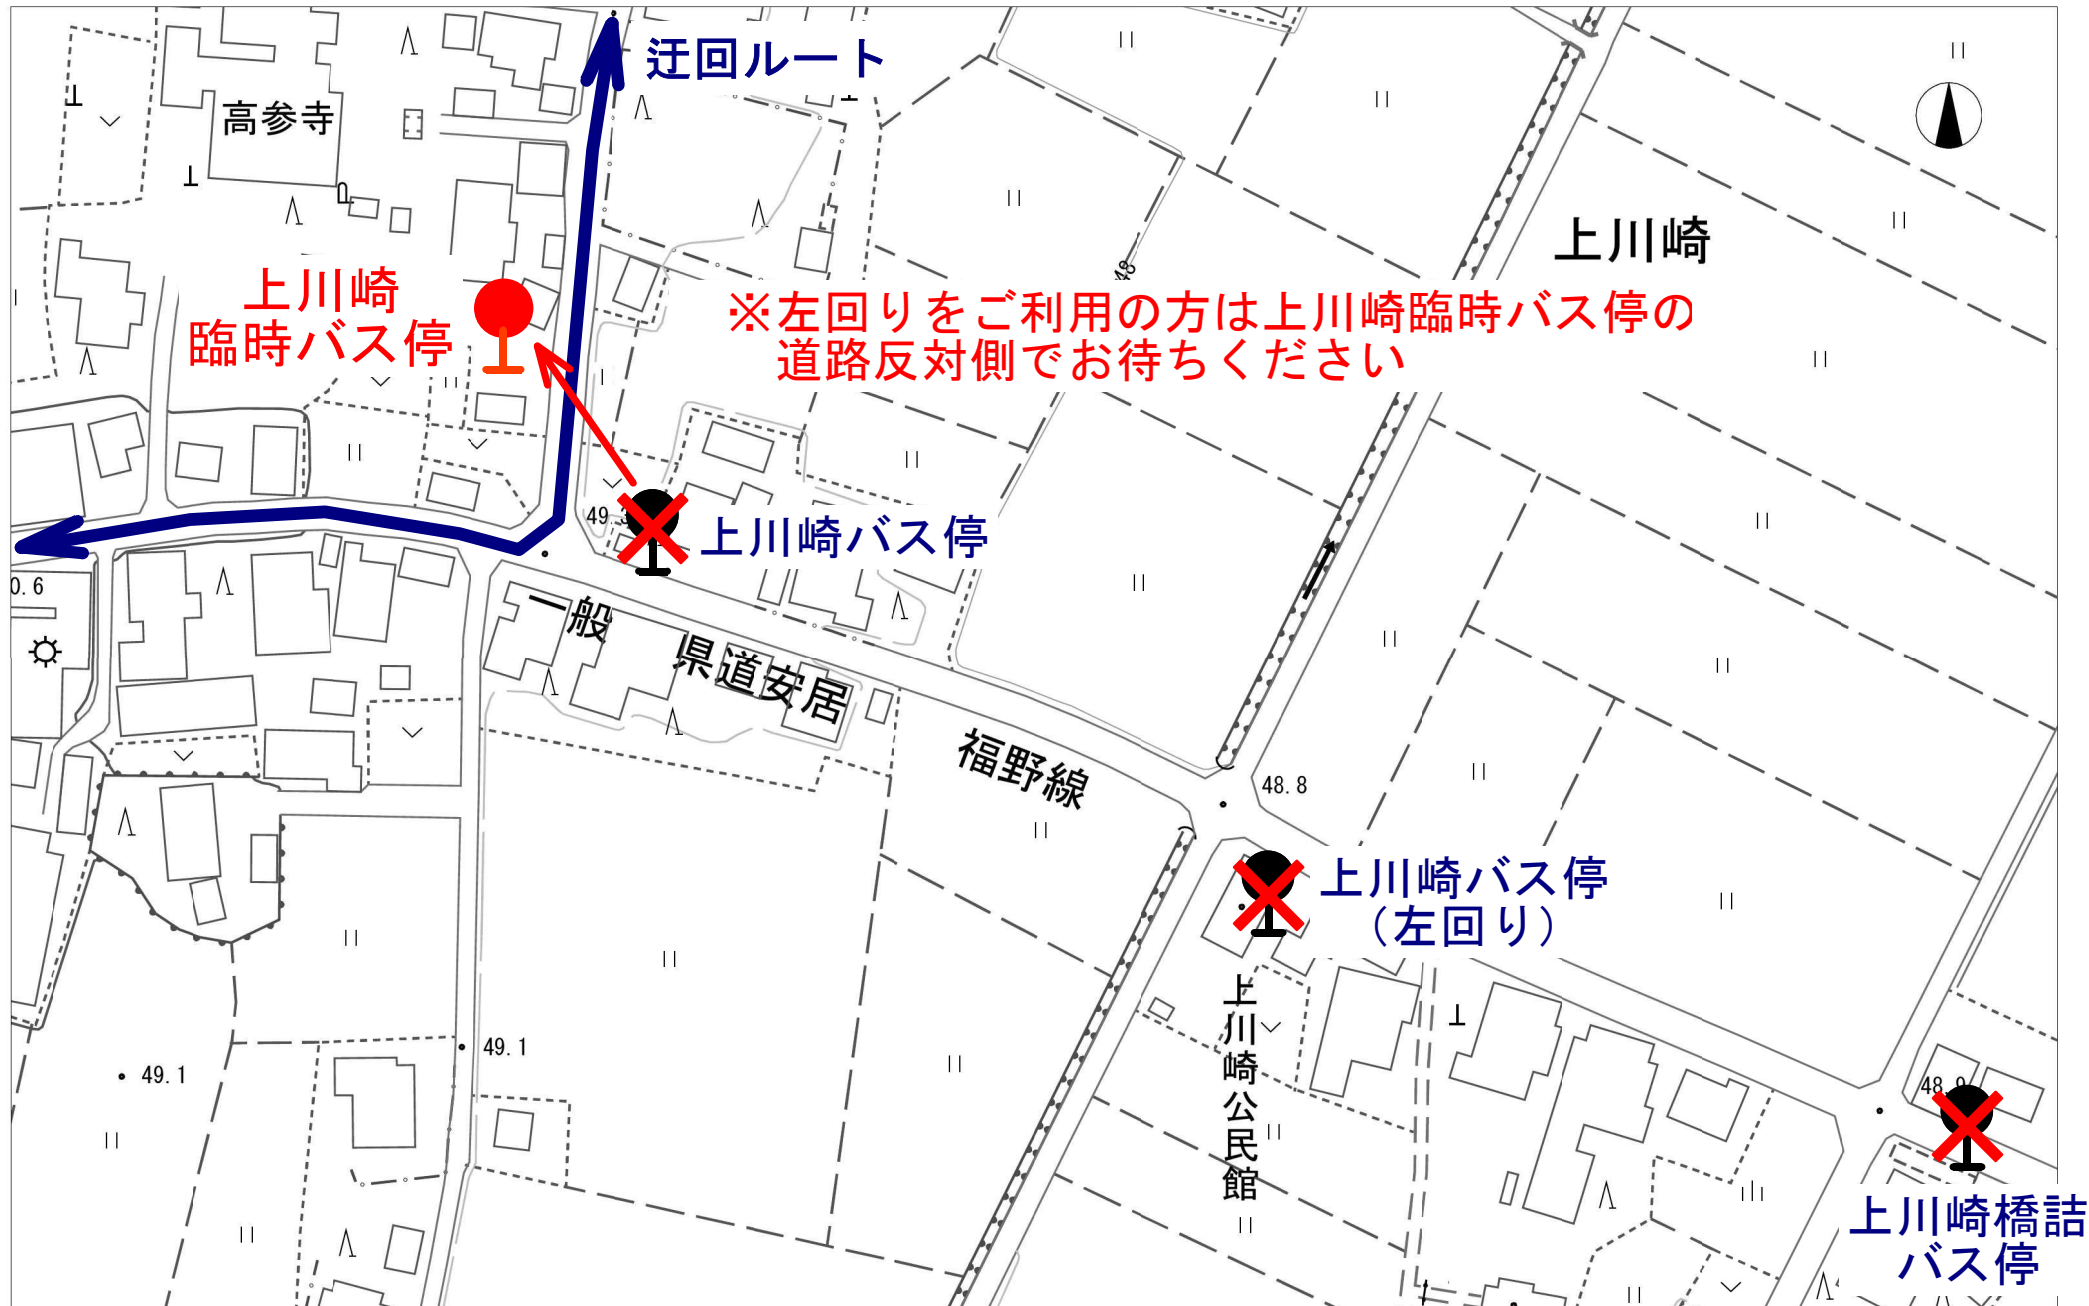 迂回ルート
高参寺
上川崎
48
上川崎
臨時バス停
※左回りをご利用の方は上川崎臨時バス停の
道路反対側でお待ちください
上川崎バス停
0.6
一般 県道安居 福野線
48.8
上川崎バス停
(左回り)
上川崎公民館
49.1
49.1
48.9
上川崎橋詰
バス停